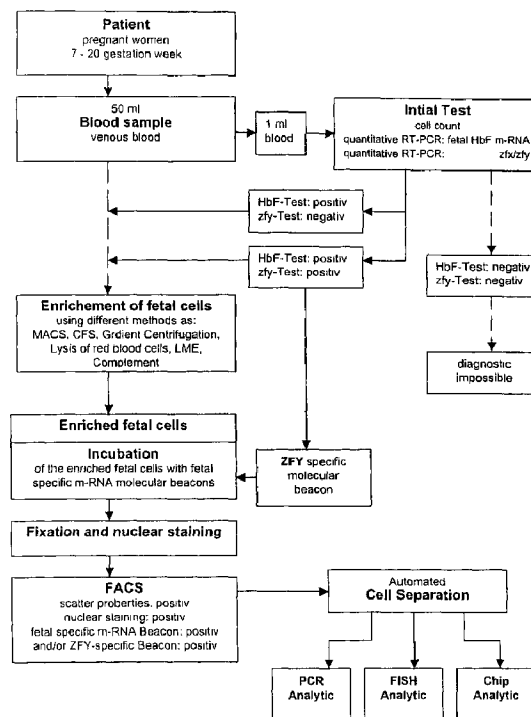 Patient
pregnant women
7 - 20 gestation week
50 ml
Blood sample
venous blood
1 ml
blood
Intial Test
cell count
quantitative RT-PCR: fetal HbF m-RNA
quantitative RT-PCR: zfx/zfy
HbF-Test: positiv
zfy-Test: negativ
HbF-Test: positiv
zfy-Test: positiv
HbF-Test: negativ
zfy-Test: negativ
diagnostic
impossible
Enrichement of fetal cells
using different methods as:
MACS, CFS, Grdient Centrifugation,
Lysis of red blood cells, LME,
Complement
Enriched fetal cells
Incubation
of the enriched fetal cells with fetal
specific m-RNA molecular beacons
ZFY specific
molecular
beacon
Fixation and nuclear staining
FACS
scatter properties: positiv
nuclear staining: positiv
fetal specific m-RNA Beacon: positiv
and/or ZFY-specific Beacon: positiv
Automated
Cell Separation
PCR
Analytic
FISH
Analytic
Chip
Analytic